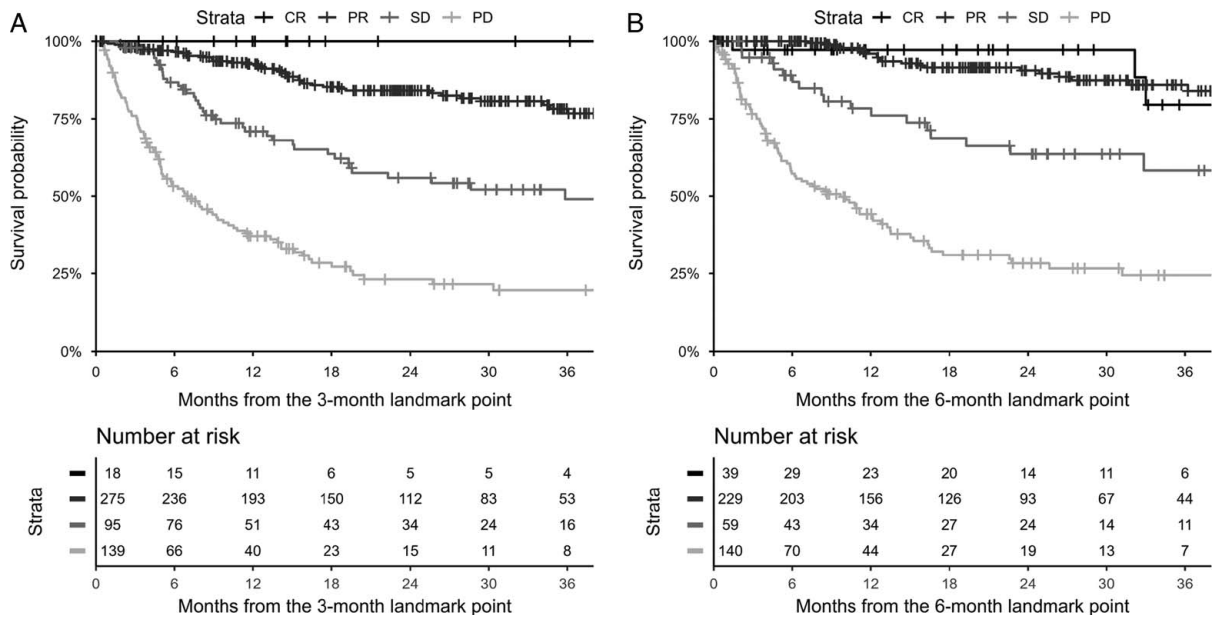 A
Strata CR PR SD PD
100%
75%
50%
25%
0%
Survival probability
0 6 12 18 24 30 36
Months from the 3-month landmark point
Number at risk
Strata
18 15 11 6 5 5 4
275 236 193 150 112 83 53
95 76 51 43 34 24 16
139 66 40 23 15 11 8
0 6 12 18 24 30 36
Months from the 3-month landmark point
B
Strata CR PR SD PD
100%
75%
50%
25%
0%
Survival probability
0 6 12 18 24 30 36
Months from the 6-month landmark point
Number at risk
Strata
39 29 23 20 14 11 6
229 203 156 126 93 67 44
59 43 34 27 24 14 11
140 70 44 27 19 13 7
0 6 12 18 24 30 36
Months from the 6-month landmark point